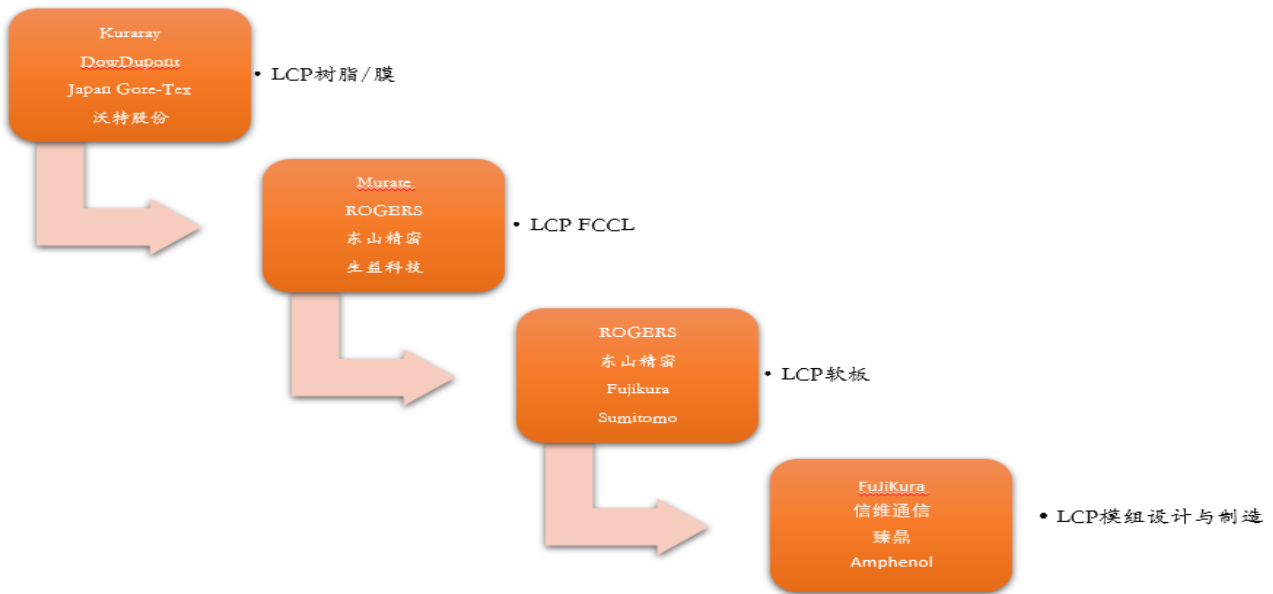 Kuraray
DowDupont
Japan Gore-Tex
沃特股份
• LCP树脂/膜
Murate
ROGERS
东山精密
生益科技
• LCP FCCL
ROGERS
东山精密
Fujikura
Sumitomo
• LCP软板
FuJiKura
信维通信
臻鼎
Amphenol
• LCP模组设计与制造